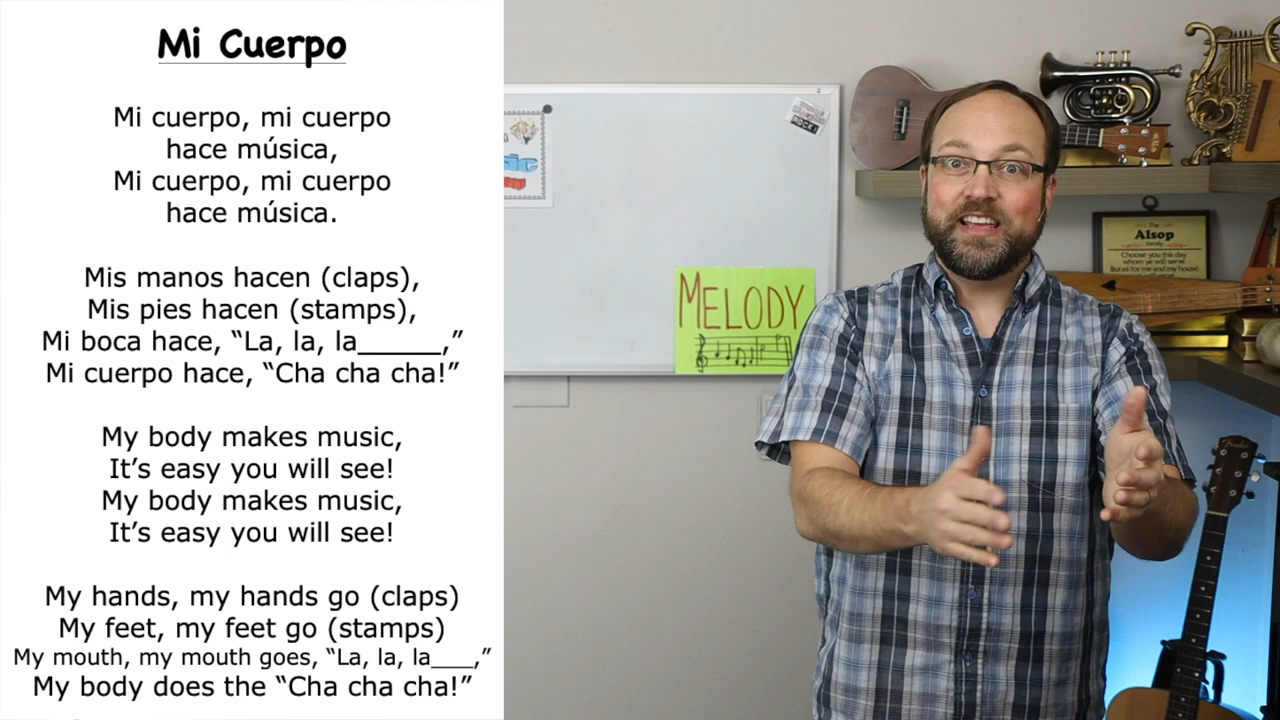 Mi Cuerpo
Mi cuerpo, mi cuerpo
hace música,
Mi cuerpo, mi cuerpo
hace música.
Mis manos hacen (claps),
Mis pies hacen (stamps),
Mi boca hace, “La, la, la_____,”
Mi cuerpo hace, “Cha cha cha!”
My body makes music,
It’s easy you will see!
My body makes music,
It’s easy you will see!
My hands, my hands go (claps)
My feet, my feet go (stamps)
My mouth, my mouth goes, “La, la, la___,”
My body does the “Cha cha cha!”
MELODY
ROCK!
The
Alsop
family
Choose you this day
whom ye will serve
But as for me and my house
Fender